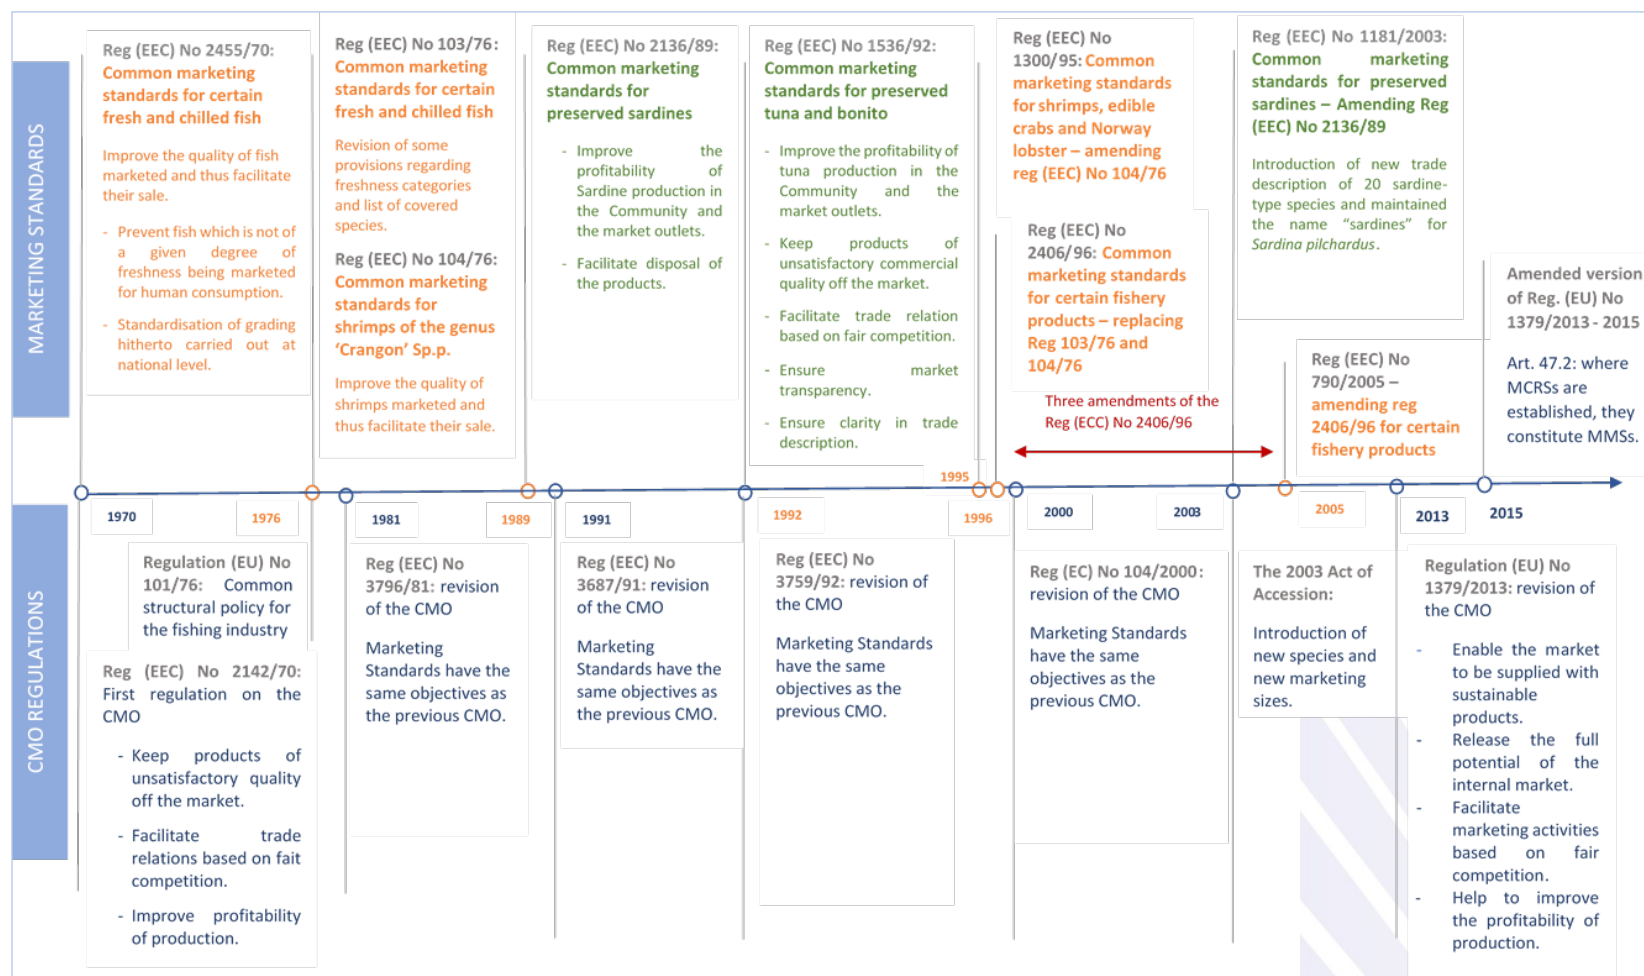 MARKETING STANDARDS
Reg (EEC) No 2455/70:
Common marketing
standards for certain
fresh and chilled fish
Improve the quality of fish
marketed and thus facilitate
their sale.
- Prevent fish which is not of
a given degree of
freshness being marketed
for human consumption.
- Standardisation of grading
hitherto carried out at
national level.
Reg (EEC) No 103/76:
Common marketing
standards for certain
fresh and chilled fish
Revision of some
provisions regarding
freshness categories
and list of covered
species.
Reg (EEC) No 104/76:
Common marketing
standards for
shrimps of the genus
‘Crangon’ Sp.p.
Improve the quality of
shrimps marketed and
thus facilitate their sale.
Reg (EEC) No 2136/89:
Common marketing
standards for
preserved sardines
- Improve the
profitability of
Sardine production in
the Community and
the market outlets.
- Facilitate disposal of
the products.
Reg (EEC) No 1536/92:
Common marketing
standards for preserved
tuna and bonito
- Improve the profitability of
tuna production in the
Community and the
market outlets.
- Keep products of
unsatisfactory commercial
quality off the market.
- Facilitate trade relation
based on fair competition.
- Ensure market
transparency.
- Ensure clarity in trade
description.
Reg (EEC) No
1300/95: Common
marketing standards
for shrimps, edible
crabs and Norway
lobster – amending
reg (EEC) No 104/76
Reg (EEC) No
2406/96: Common
marketing standards
for certain fishery
products – replacing
Reg 103/76 and
104/76
Three amendments of the
Reg (ECC) No 2406/96
Reg (EEC) No 1181/2003:
Common marketing
standards for preserved
sardines – Amending Reg
(EEC) No 2136/89
Introduction of new trade
description of 20 sardine-
type species and maintained
the name “sardines” for
Sardina pilchardus.
Reg (EEC) No
790/2005 –
amending reg
2406/96 for certain
fishery products
Amended version
of Reg. (EU) No
1379/2013 - 2015
Art. 47.2: where
MCRSs are
established, they
constitute MMSs.
1970
1976
1981
1989
1991
1992
1995
1996
2000
2003
2005
2013
2015
CMO REGULATIONS
Regulation (EU) No
101/76: Common
structural policy for
the fishing industry
Reg (EEC) No 2142/70:
First regulation on the
CMO
- Keep products of
unsatisfactory quality
off the market.
- Facilitate trade
relations based on fait
competition.
- Improve profitability
of production.
Reg (EEC) No
3796/81: revision
of the CMO
Marketing
Standards have the
same objectives as
the previous CMO.
Reg (EEC) No
3687/91: revision
of the CMO
Marketing
Standards have the
same objectives as
the previous CMO.
Reg (EEC) No
3759/92: revision of
the CMO
Marketing Standards
have the same
objectives as the
previous CMO.
Reg (EC) No 104/2000:
revision of the CMO
Marketing Standards
have the same
objectives as the
previous CMO.
The 2003 Act of
Accession:
Introduction of
new species and
new marketing
sizes.
Regulation (EU) No
1379/2013: revision of
the CMO
- Enable the market
to be supplied with
sustainable
products.
- Release the full
potential of the
internal market.
- Facilitate
marketing activities
based on fair
competition.
- Help to improve
the profitability of
production.